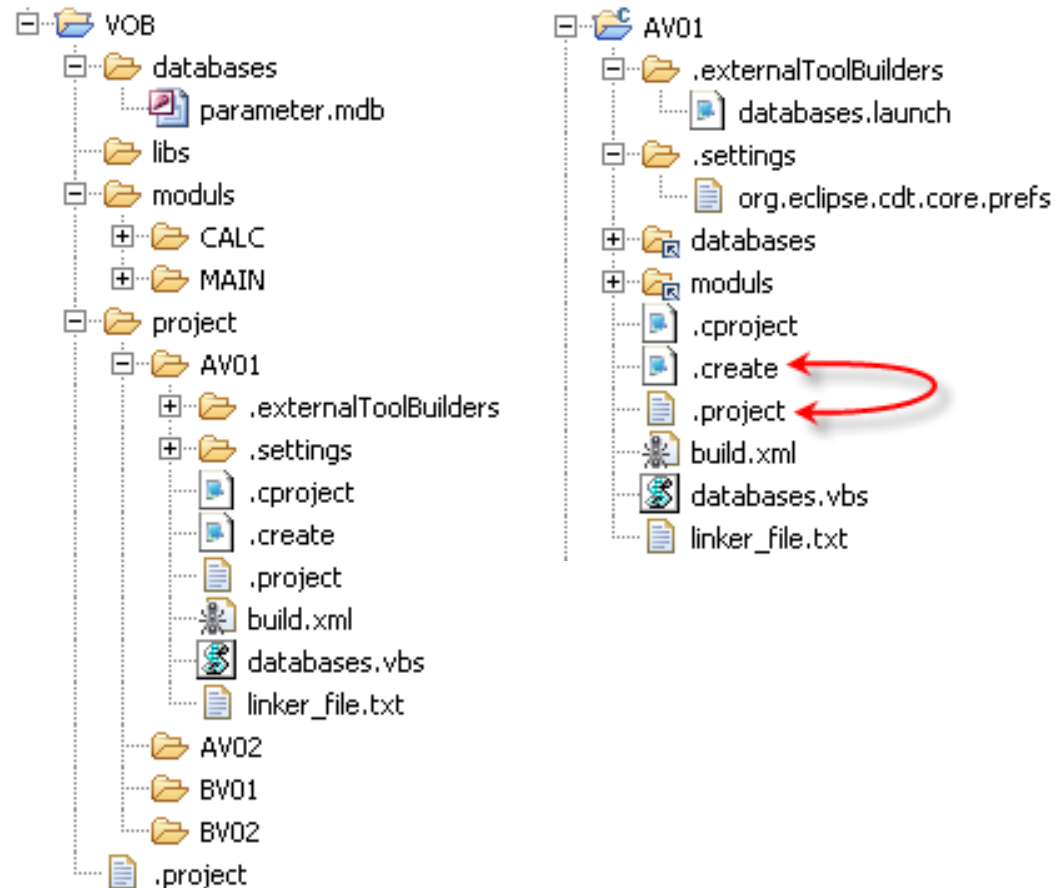 VOB
databases
parameter.mdb
libs
moduls
CALC
MAIN
project
AV01
.externalToolBuilders
.settings
.cproject
.create
.project
build.xml
databases.vbs
linker_file.txt
AV02
BV01
BV02
.project
C
AV01
.externalToolBuilders
databases.launch
.settings
org.eclipse.cdt.core.prefs
databases
moduls
.cproject
.create
.project
build.xml
databases.vbs
linker_file.txt